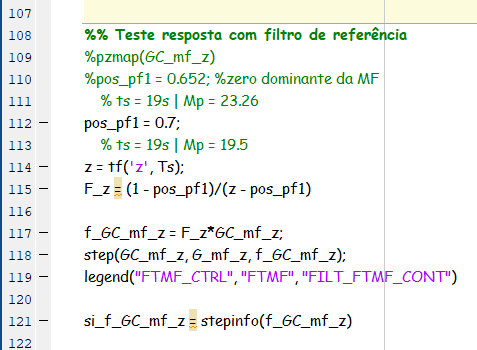 107
108 %% Teste resposta com filtro de referência
109 %pzmap(GC_mf_z)
110 %pos_pf1 = 0.652; %zero dominante da MF
111 % ts = 19s | Mp = 23.26
112 – pos_pf1 = 0.7;
113 % ts = 19s | Mp = 19.5
114 – z = tf('z', Ts);
115 – F_z = (1 - pos_pf1)/(z - pos_pf1)
116
117 – f_GC_mf_z = F_z*GC_mf_z;
118 – step(GC_mf_z, G_mf_z, f_GC_mf_z);
119 – legend("FTMF_CTRL", "FTMF", "FILT_FTMF_CONT")
120
121 – si_f_GC_mf_z = stepinfo(f_GC_mf_z)
122